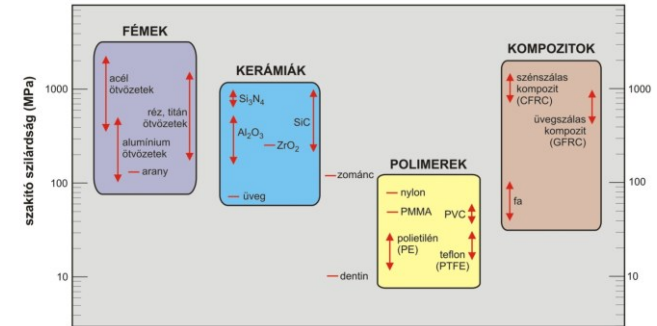 FÉMEK
KERÁMIÁK
KOMPOZITOK
POLIMEREK
szakító szilárdság (MPa)
1000
100
10
acél
ötvözetek
réz, titán
ötvözetek
alumínium
ötvözetek
arany
Si3N4
SiC
Al2O3
ZrO2
üveg
zománc
dentin
nylon
PMMA
PVC
polietilén
(PE)
teflon
(PTFE)
szénszálas
kompozit
(CFRC)
üvegszálas
kompozit
(GFRC)
fa
1000
100
10